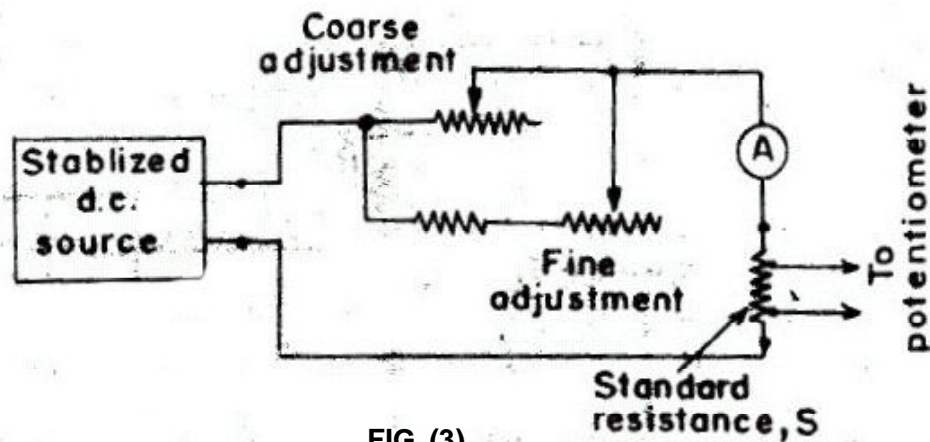 Coarse
adjustment
Stablized
d.c.
source
A
Fine
adjustment
To
potentiometer
Standard
resistance, S
FIG. (3)